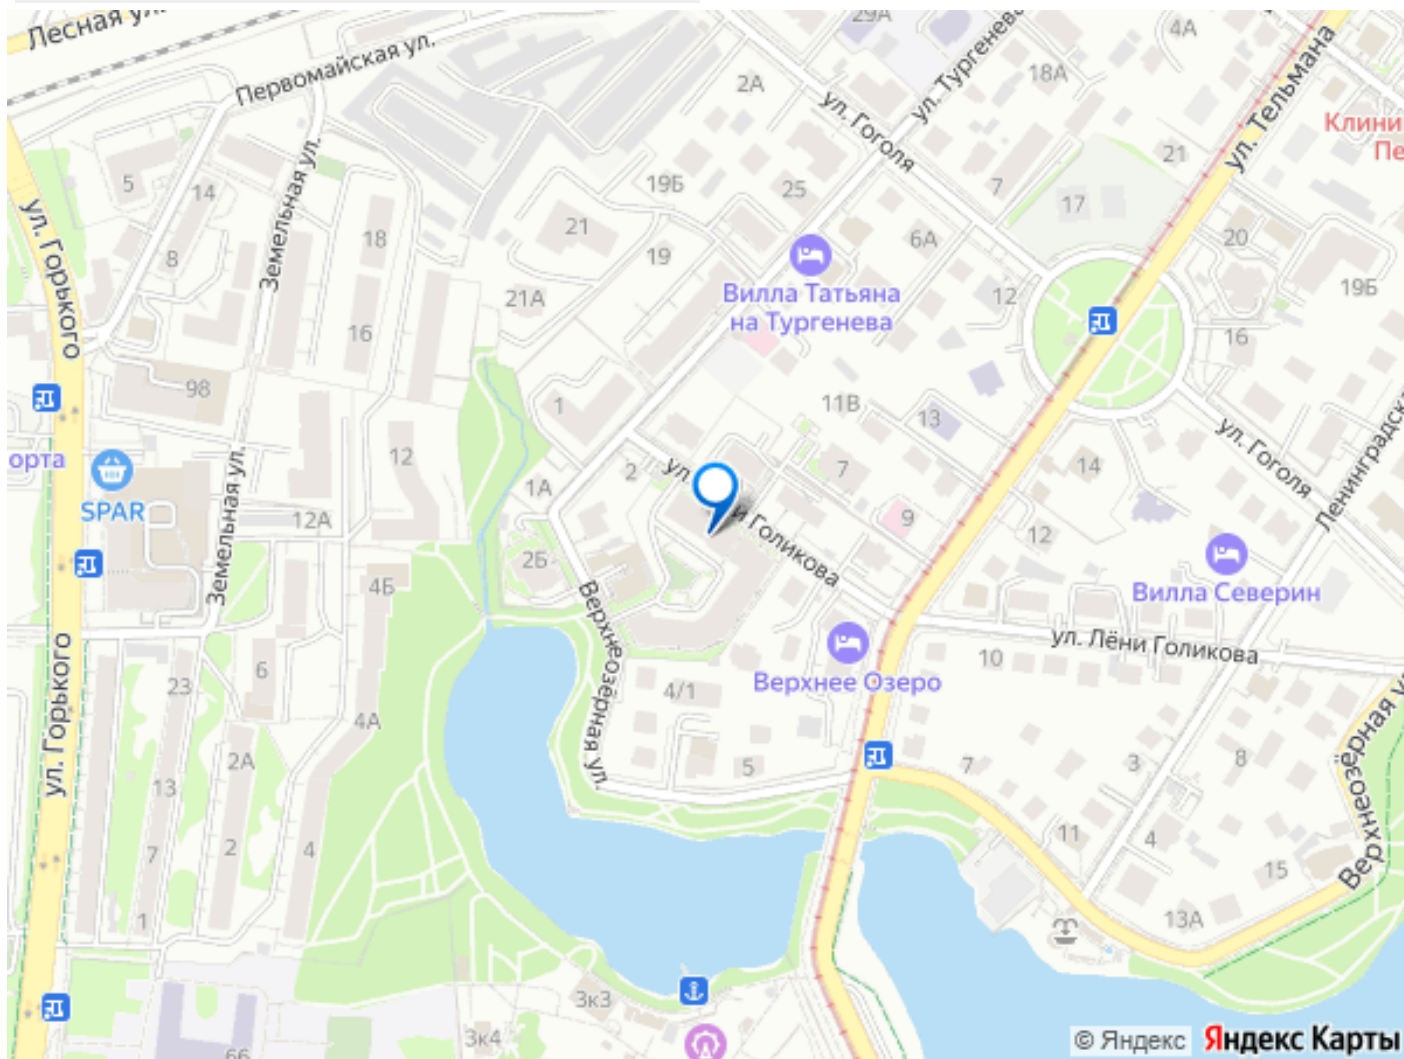 Лесная ул.
Первомайская ул.
29А
ул. Тургенева
4А
ул. Тельмана
18А
2А
ул. Гоголя
Клини
Пе
21
5
14
Земельная ул.
19Б
25
7
17
ул. Горького
8
18
21
19
6А
20
19Б
Вилла Татьяна
на Тургенева
12
21А
16
16
98
1
11В
13
Ленинградска
орта
SPAR
12
2
ул.
7
14
ул. Гоголя
1А
12А
Земельная ул.
и Голикова
9
12
2Б
4Б
Верхнеозёрная ул.
Вилла Северин
ул. Лёни Голикова
6
23
4/1
Верхнее Озеро
10
ул. Горького
4А
2А
13
5
7
3
8
Верхнеозёрная у
7
2
4
11
4
15
1
13А
3к3
3к4
66
© Яндекс Яндекс Карты